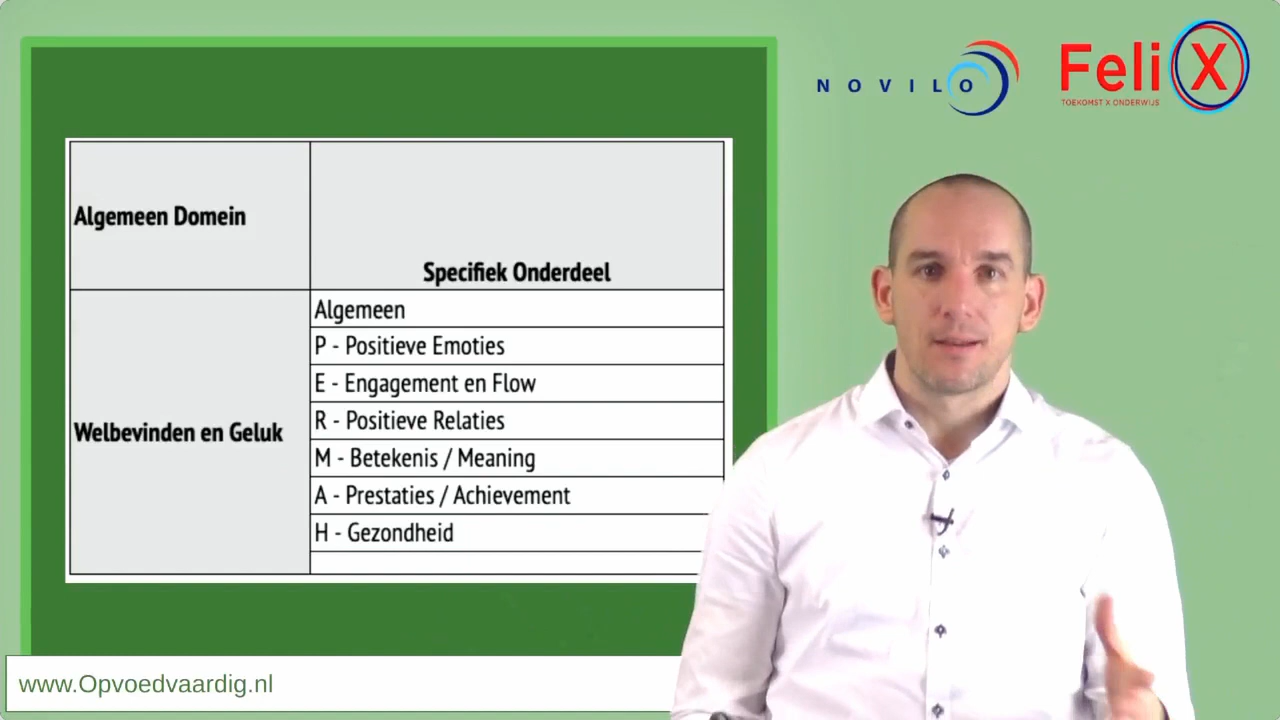 NOVILO
FeliX
TOEKOMST X ONDERWIJS
Algemeen Domein
Specifiek Onderdeel
Welbevinden en Geluk
Algemeen
P - Positieve Emoties
E - Engagement en Flow
R - Positieve Relaties
M - Betekenis / Meaning
A - Prestaties / Achievement
H - Gezondheid
www.Opvoedvaardig.nl